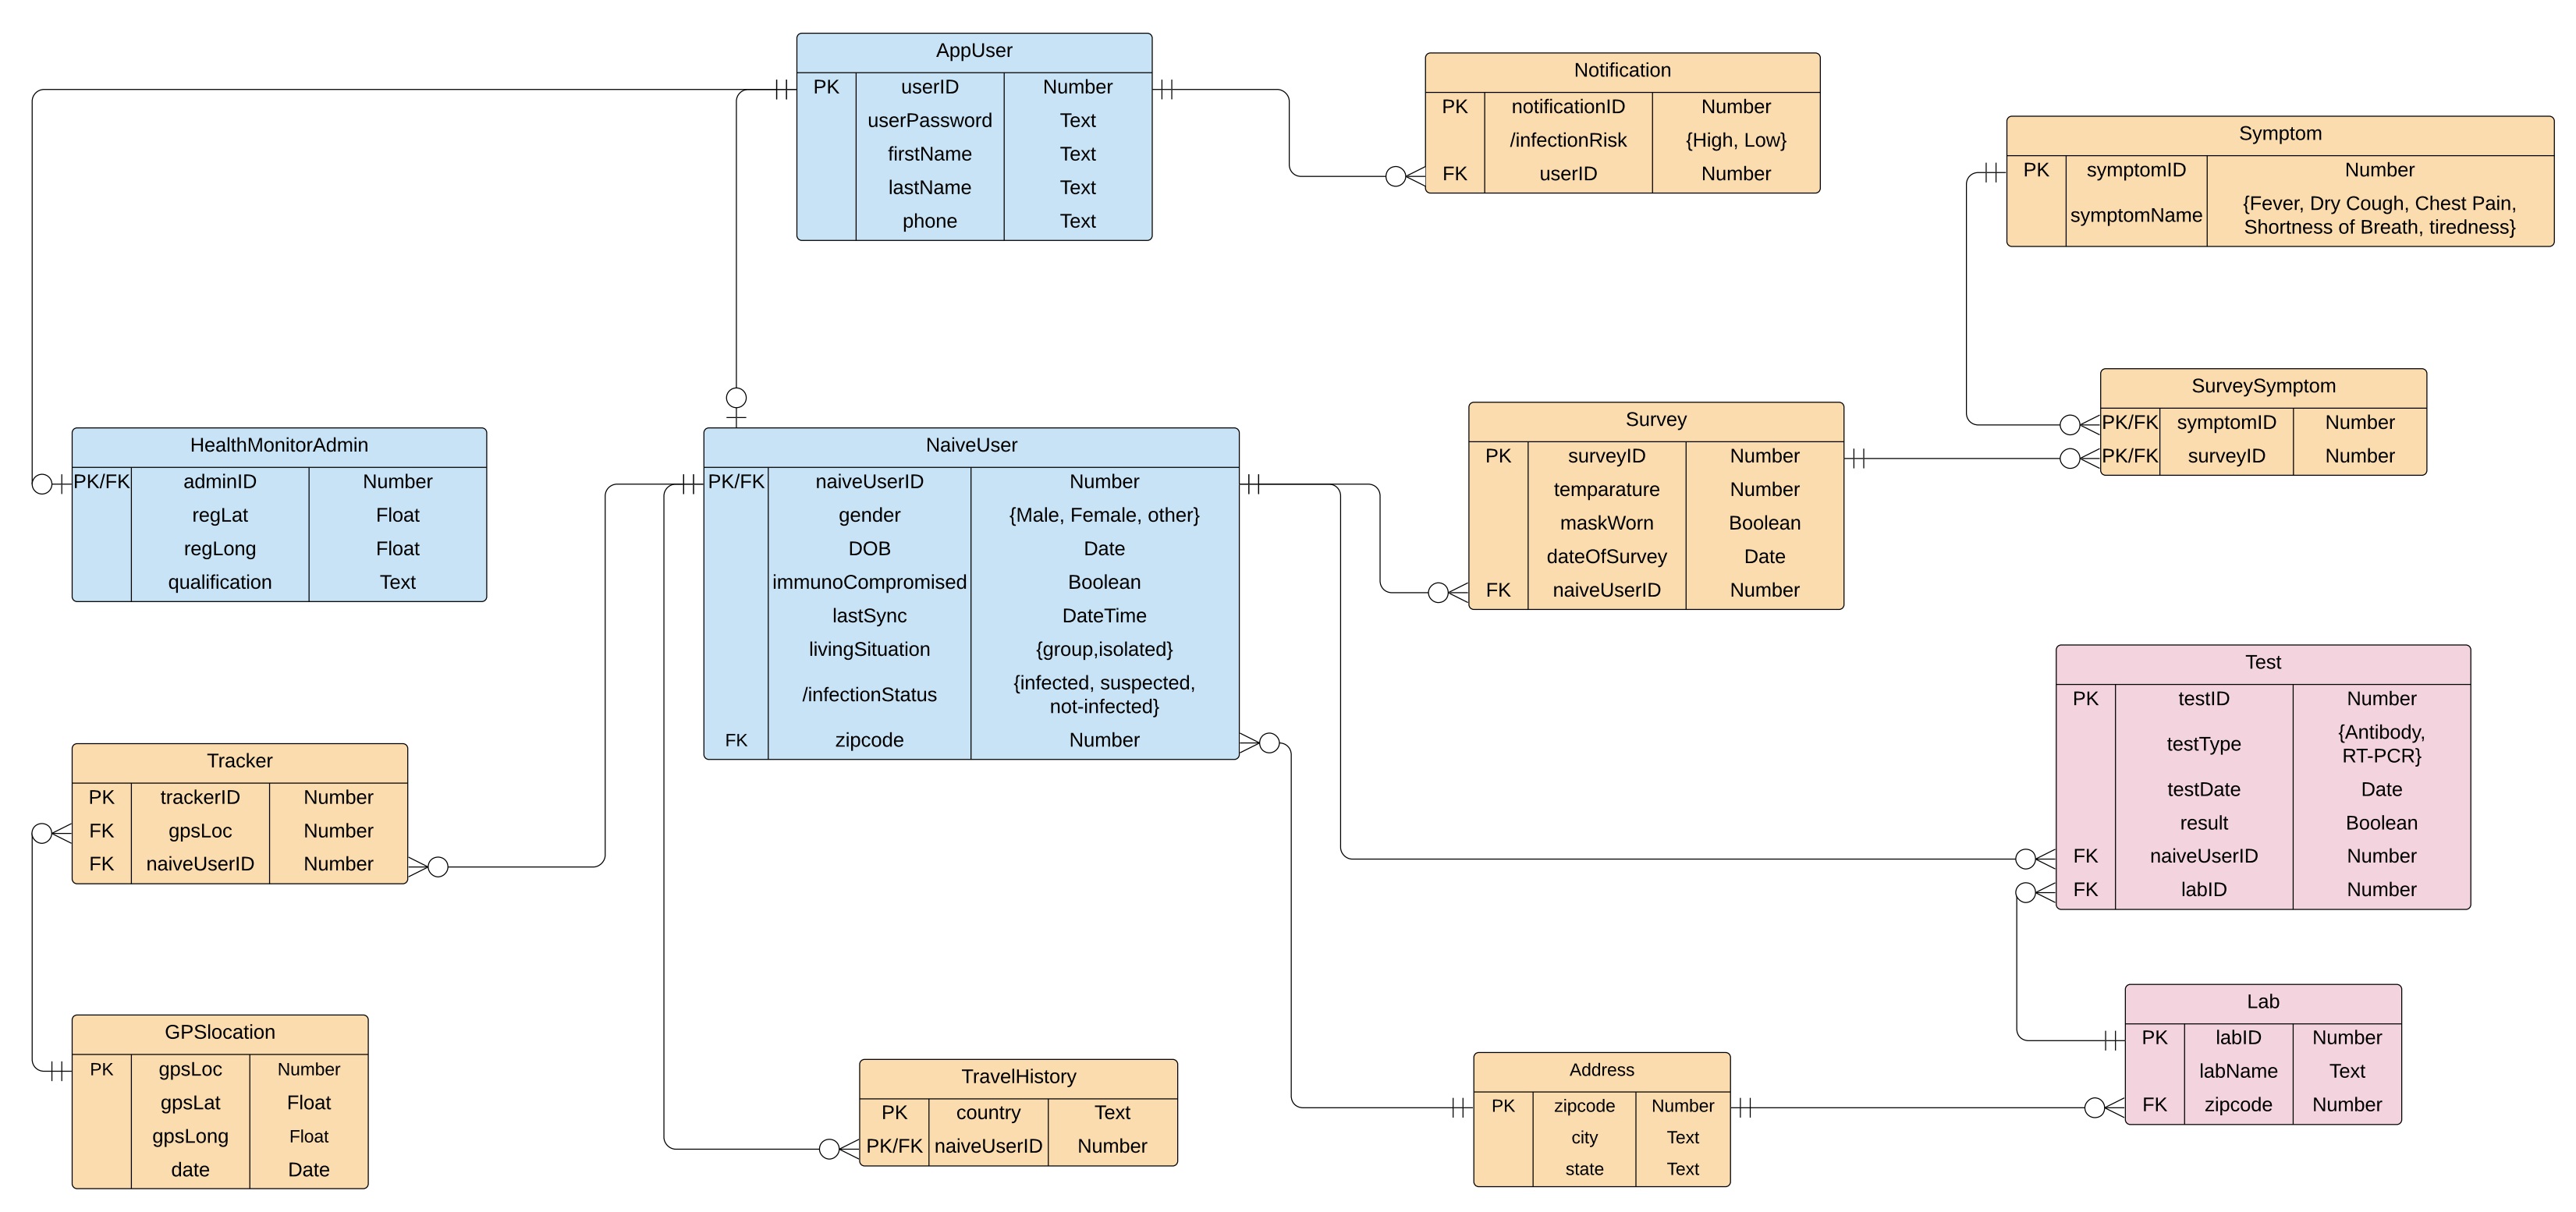 AppUser
PK userID Number
userPassword Text
firstName Text
lastName Text
phone Text
Notification
PK notificationID Number
/infectionRisk {High, Low}
FK userID Number
Symptom
PK symptomID Number
symptomName {Fever, Dry Cough, Chest Pain,
Shortness of Breath, tiredness}
SurveySymptom
PK/FK symptomID Number
PK/FK surveyID Number
HealthMonitorAdmin
PK/FK adminID Number
regLat Float
regLong Float
qualification Text
NaiveUser
PK/FK naiveUserID Number
gender {Male, Female, other}
DOB Date
immunoCompromised Boolean
lastSync DateTime
livingSituation {group,isolated}
/infectionStatus {infected, suspected,
not-infected}
FK zipcode Number
Survey
PK surveyID Number
temparature Number
maskWorn Boolean
dateOfSurvey Date
FK naiveUserID Number
Test
PK testID Number
testType {Antibody,
RT-PCR}
testDate Date
result Boolean
FK naiveUserID Number
FK labID Number
Tracker
PK trackerID Number
FK gpsLoc Number
FK naiveUserID Number
GPSlocation
PK gpsLoc Number
gpsLat Float
gpsLong Float
date Date
TravelHistory
PK country Text
PK/FK naiveUserID Number
Address
PK zipcode Number
city Text
state Text
Lab
PK labID Number
labName Text
FK zipcode Number